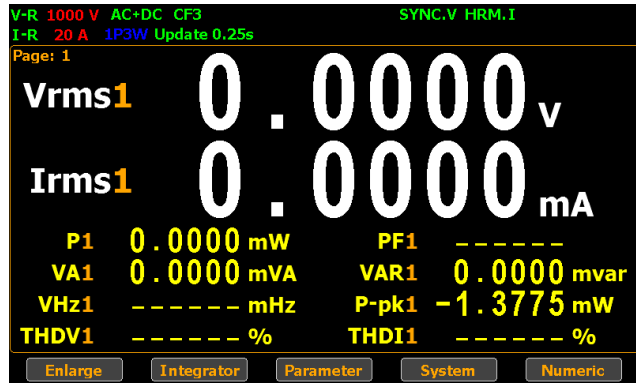 V-R 1000 V AC+DC CF3 SYNC.V HRM.I
I-R 20 A 1P3W Update 0.25s
Page: 1
Vrms1 0.0000 V
Irms1 0.0000 mA
P1 0.0000 mW PF1 ------
VA1 0.0000 mVA VAR1 0.0000 mvar
VHz1 ------ mHz P-pk1 -1.3775 mW
THDV1 ------ % THDI1 ------ %
Enlarge Integrator Parameter System Numeric